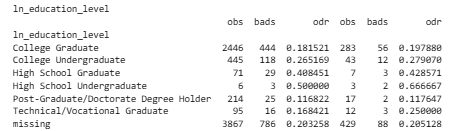 ln_education_level
obs bads odr obs bads odr
ln_education_level
College Graduate 2446 444 0.181521 283 56 0.197880
College Undergraduate 445 118 0.265169 43 12 0.279070
High School Graduate 71 29 0.408451 7 3 0.428571
High School Undergraduate 6 3 0.500000 3 2 0.666667
Post-Graduate/Doctorate Degree Holder 214 25 0.116822 17 2 0.117647
Technical/Vocational Graduate 95 16 0.168421 12 3 0.250000
missing 3867 786 0.203258 429 88 0.205128